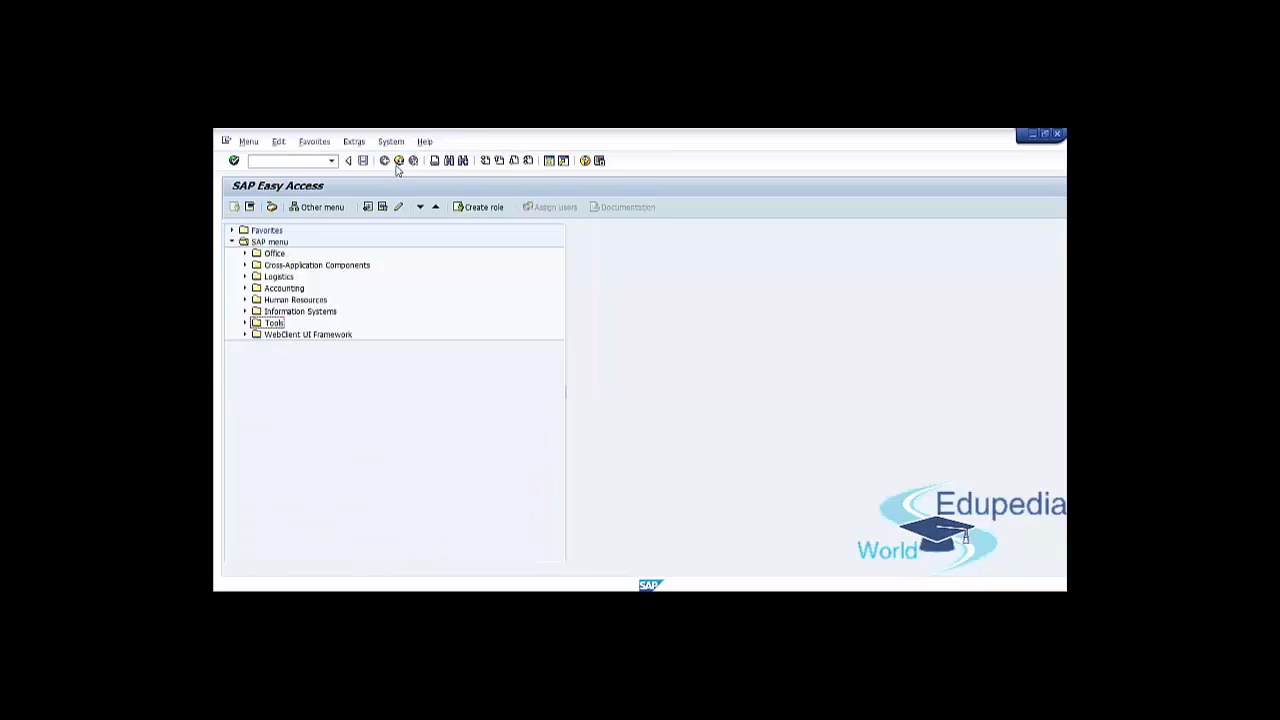 Menu Edit Favorites Extras System Help
SAP Easy Access
Other menu Create role Assign users Documentation
Favorites
SAP menu
Office
Cross-Application Components
Logistics
Accounting
Human Resources
Information Systems
Tools
WebClient UI Framework
Edupedia
World
SAP